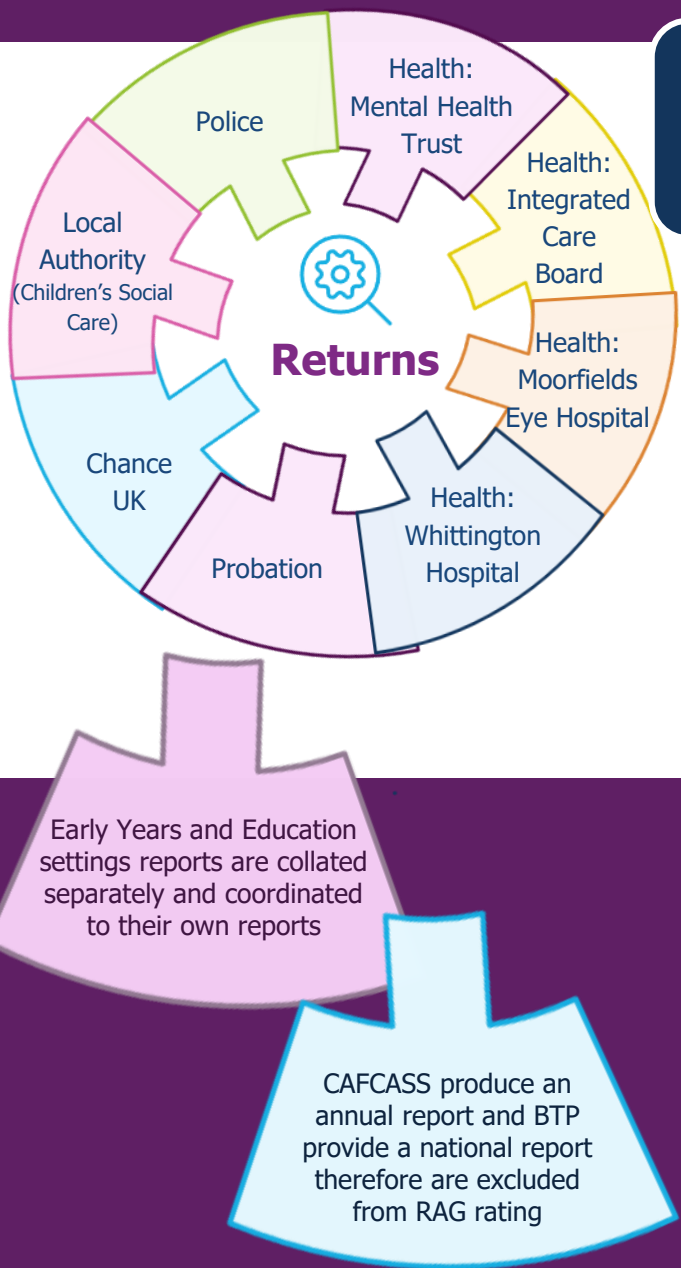 Health:
Mental Health
Trust
Police
Health:
Integrated
Care
Board
Local
Authority
(Children's Social
Care)
Returns
Health:
Moorfields
Eye Hospital
Chance
UK
Health:
Whittington
Hospital
Probation
Early Years and Education
settings reports are collated
separately and coordinated
to their own reports
CAFCASS produce an
annual report and BTP
provide a national report
therefore are excluded
from RAG rating